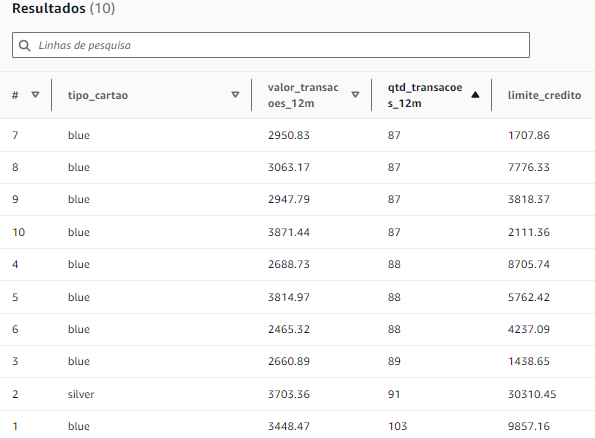 Resultados (10)
Linhas de pesquisa
# tipo_cartao valor_transac
oes_12m qtd_transacoe
s_12m limite_credito
7 blue 2950.83 87 1707.86
8 blue 3063.17 87 7776.33
9 blue 2947.79 87 3818.37
10 blue 3871.44 87 2111.36
4 blue 2688.73 88 8705.74
5 blue 3814.97 88 5762.42
6 blue 2465.32 88 4237.09
3 blue 2660.89 89 1438.65
2 silver 3703.36 91 30310.45
1 blue 3448.47 103 9857.16